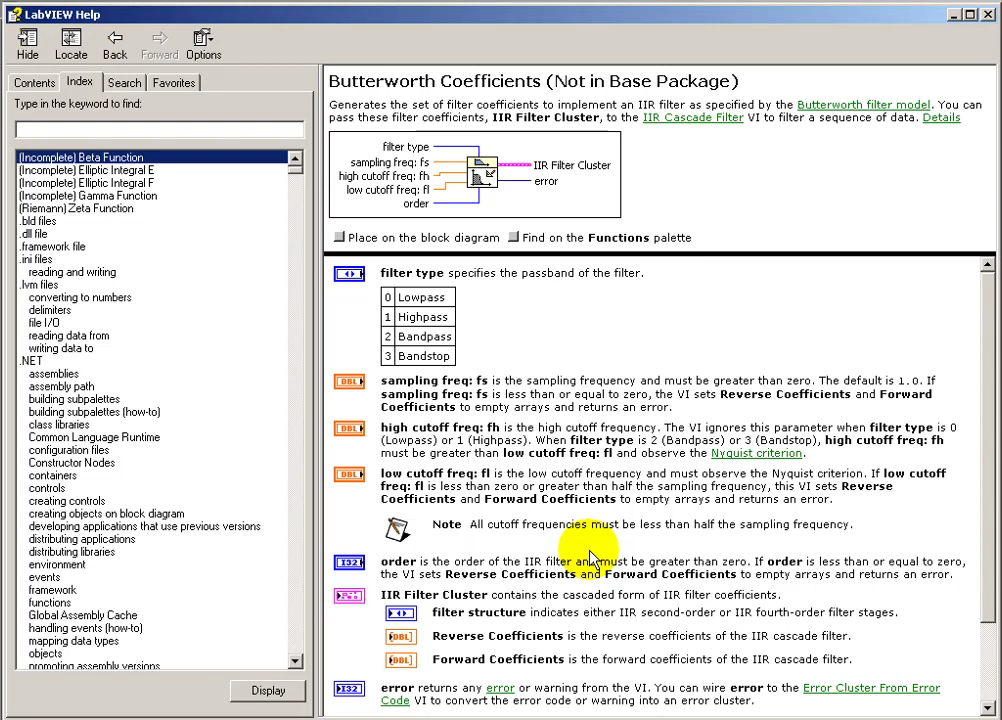 LabVIEW Help
Hide
Locate
Back
Forward
Options
Contents
Index
Search
Favorites
Type in the keyword to find:
(Incomplete) Beta Function
(Incomplete) Elliptic Integral E
(Incomplete) Elliptic Integral F
(Incomplete) Gamma Function
(Riemann) Zeta Function
.bld files
.dll file
.framework file
.ini files
reading and writing
.lvm files
converting to numbers
delimiters
file I/O
reading data from
writing data to
.NET
assemblies
assembly path
building subpalettes
building subpalettes (how-to)
class libraries
Common Language Runtime
configuration files
Constructor Nodes
containers
controls
creating controls
creating objects on block diagram
developing applications that use previous versions
distributing applications
distributing libraries
environment
events
framework
functions
Global Assembly Cache
handling events (how-to)
mapping data types
objects
promoting assembly versions
Display
Butterworth Coefficients (Not in Base Package)
Generates the set of filter coefficients to implement an IIR filter as specified by the Butterworth filter model. You can
pass these filter coefficients, IIR Filter Cluster, to the IIR Cascade Filter VI to filter a sequence of data. Details
filter type
sampling freq: fs
high cutoff freq: fh
low cutoff freq: fl
order
IIR Filter Cluster
error
Place on the block diagram
Find on the Functions palette
filter type specifies the passband of the filter.
0 Lowpass
1 Highpass
2 Bandpass
3 Bandstop
DBL
sampling freq: fs is the sampling frequency and must be greater than zero. The default is 1.0. If
sampling freq: fs is less than or equal to zero, the VI sets Reverse Coefficients and Forward
Coefficients to empty arrays and returns an error.
DBL
high cutoff freq: fh is the high cutoff frequency. The VI ignores this parameter when filter type is 0
(Lowpass) or 1 (Highpass). When filter type is 2 (Bandpass) or 3 (Bandstop), high cutoff freq: fh
must be greater than low cutoff freq: fl and observe the Nyquist criterion.
DBL
low cutoff freq: fl is the low cutoff frequency and must observe the Nyquist criterion. If low cutoff
freq: fl is less than zero or greater than half the sampling frequency, this VI sets Reverse
Coefficients and Forward Coefficients to empty arrays and returns an error.
Note All cutoff frequencies must be less than half the sampling frequency.
I32
order is the order of the IIR filter and must be greater than zero. If order is less than or equal to zero,
the VI sets Reverse Coefficients and Forward Coefficients to empty arrays and returns an error.
IIR Filter Cluster contains the cascaded form of IIR filter coefficients.
filter structure indicates either IIR second-order or IIR fourth-order filter stages.
[DBL]
Reverse Coefficients is the reverse coefficients of the IIR cascade filter.
[DBL]
Forward Coefficients is the forward coefficients of the IIR cascade filter.
I32
error returns any error or warning from the VI. You can wire error to the Error Cluster From Error
Code VI to convert the error code or warning into an error cluster.